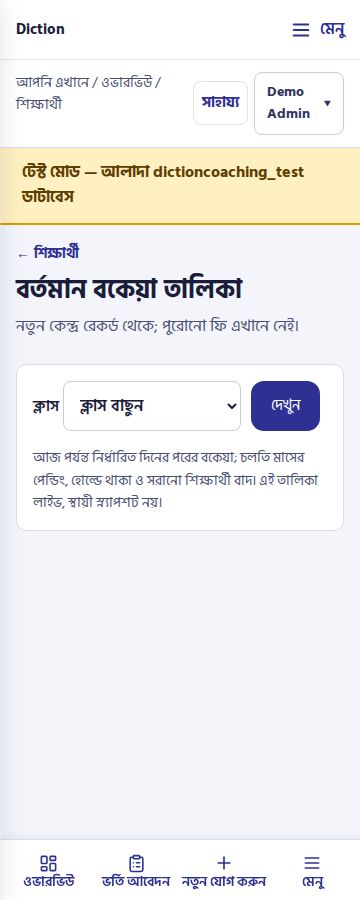 Diction
মেনু
আপনি এখানে / ওভারভিউ /
শিক্ষার্থী
সাহায্য
Demo
Admin
টেস্ট মোড — আলাদা dictioncoaching_test
ডাটাবেস
← শিক্ষার্থী
বর্তমান বকেয়া তালিকা
নতুন কেন্দ্র রেকর্ড থেকে; পুরোনো ফি এখানে নেই।
ক্লাস
ক্লাস বাছুন
দেখুন
আজ পর্যন্ত নির্ধারিত দিনের পরের বকেয়া; চলতি মাসের
পেন্ডিং, হোল্ডে থাকা ও সরানো শিক্ষার্থী বাদ। এই তালিকা
লাইভ, স্থায়ী স্ন্যাপশট নয়।
ওভারভিউ
ভর্তি আবেদন
নতুন যোগ করুন
মেনু